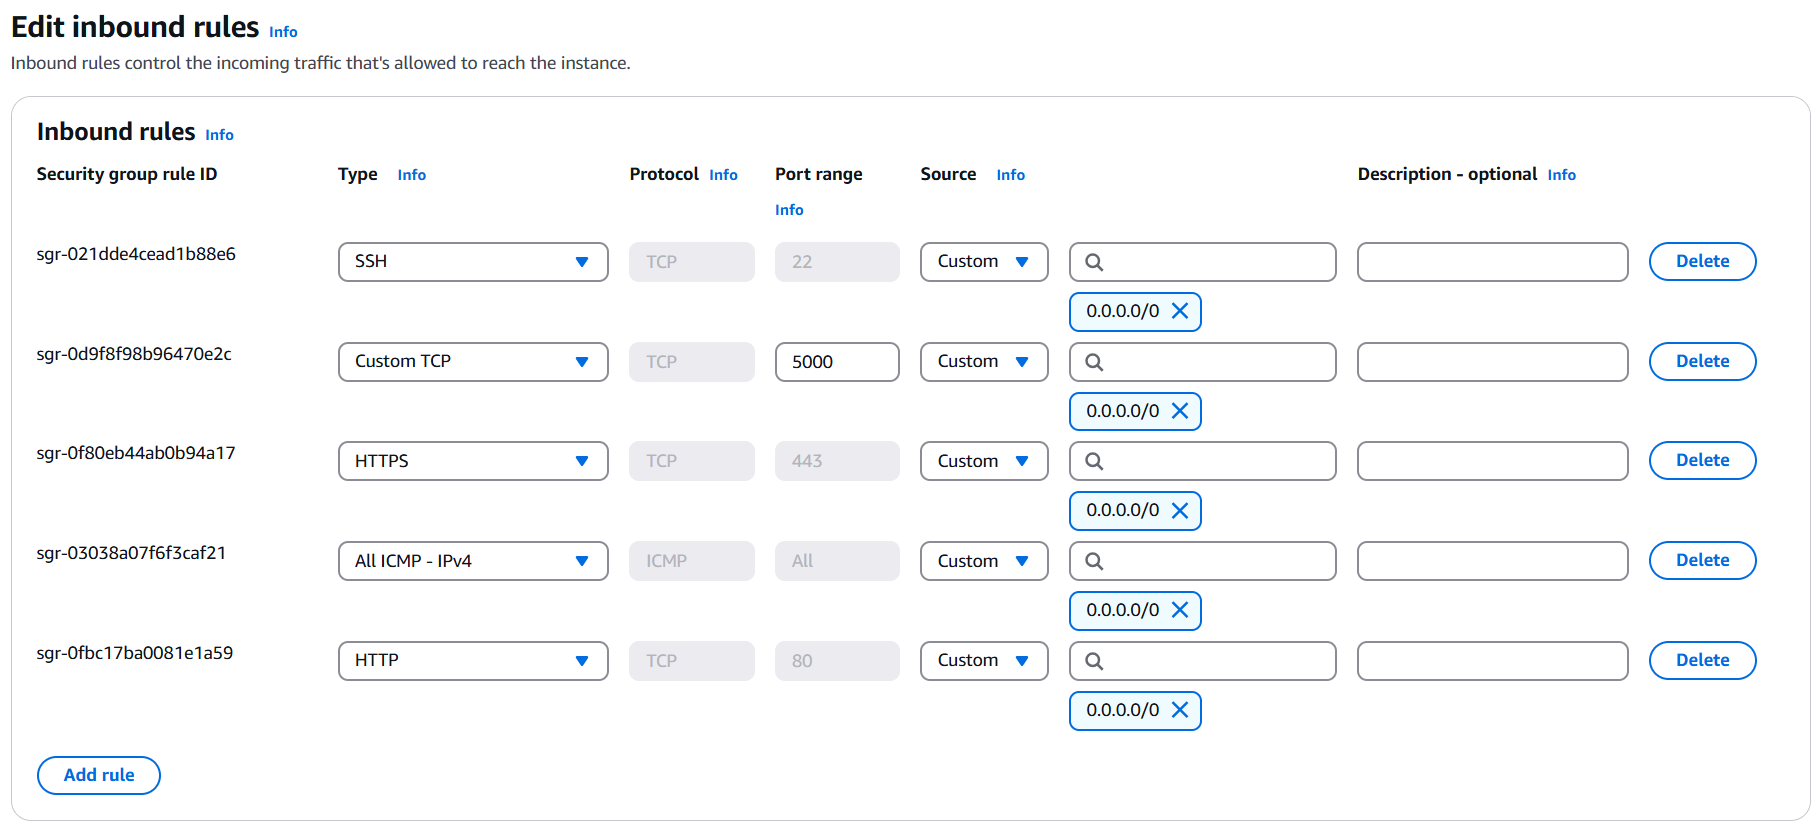 Edit inbound rules Info
Inbound rules control the incoming traffic that's allowed to reach the instance.
Inbound rules Info
Security group rule ID Type Info Protocol Info Port range Info Source Info Description - optional Info
sgr-021dde4cead1b88e6 SSH TCP 22 Custom Delete
0.0.0.0/0
sgr-0d9f8f98b96470e2c Custom TCP TCP 5000 Custom Delete
0.0.0.0/0
sgr-0f80eb44ab0b94a17 HTTPS TCP 443 Custom Delete
0.0.0.0/0
sgr-03038a07f6f3caf21 All ICMP - IPv4 ICMP All Custom Delete
0.0.0.0/0
sgr-0fbc17ba0081e1a59 HTTP TCP 80 Custom Delete
0.0.0.0/0
Add rule